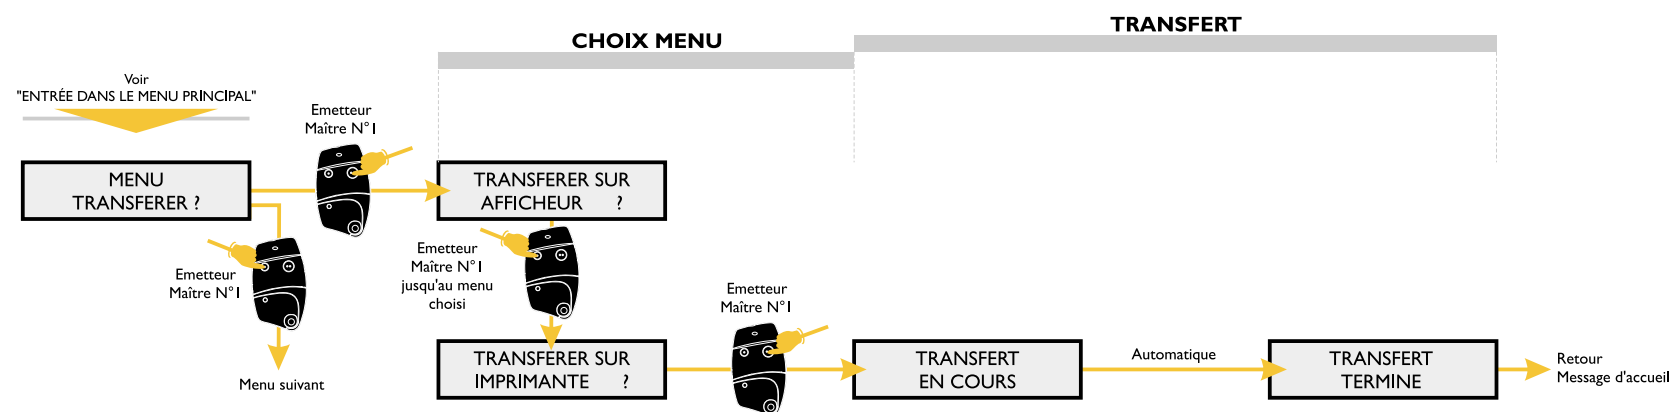 TRANSFERT
CHOIX MENU
Voir
"ENTRÉE DANS LE MENU PRINCIPAL"
Emetteur
Maître N°1
MENU
TRANSFERER ?
TRANSFERER SUR
AFFICHEUR ?
Emetteur
Maître N°1
Emetteur
Maître N°1
jusqu'au menu
choisi
Menu suivant
Emetteur
Maître N°1
TRANSFERER SUR
IMPRIMANTE ?
TRANSFERT
EN COURS
Automatique
TRANSFERT
TERMINE
Retour
Message d'accueil